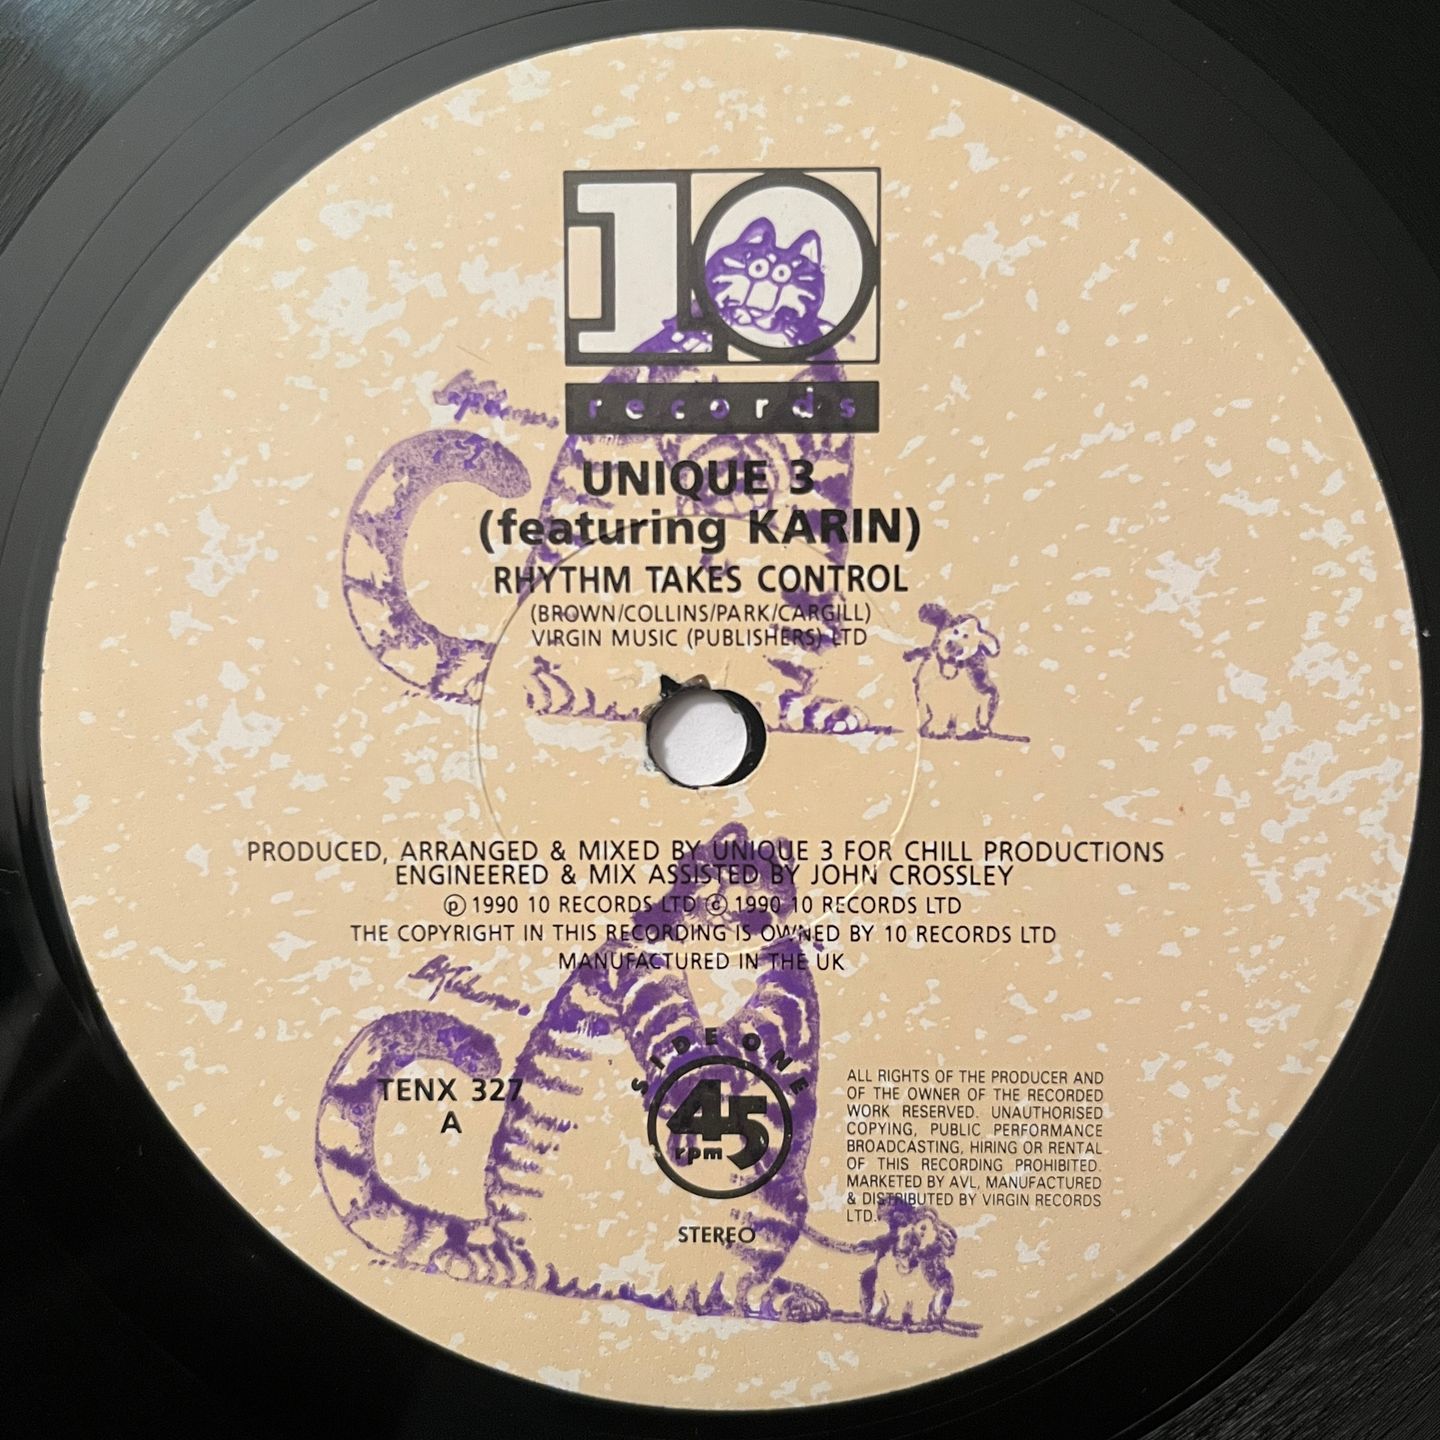 10
records
UNIQUE 3
(featuring KARIN)
RHYTHM TAKES CONTROL
(BROWN/COLLINS/PARK/CARGILL)
VIRGIN MUSIC (PUBLISHERS) LTD
PRODUCED, ARRANGED & MIXED BY UNIQUE 3 FOR CHILL PRODUCTIONS
ENGINEERED & MIX ASSISTED BY JOHN CROSSLEY
℗ 1990 10 RECORDS LTD © 1990 10 RECORDS LTD
THE COPYRIGHT IN THIS RECORDING IS OWNED BY 10 RECORDS LTD
MANUFACTURED IN THE UK
TENX 327
A
SIDE ONE
45
rpm
STEREO
ALL RIGHTS OF THE PRODUCER AND
OF THE OWNER OF THE RECORDED
WORK RESERVED. UNAUTHORISED
COPYING, PUBLIC PERFORMANCE
BROADCASTING, HIRING OR RENTAL
OF THIS RECORDING PROHIBITED.
MARKETED BY AVL, MANUFACTURED
& DISTRIBUTED BY VIRGIN RECORDS
LTD.